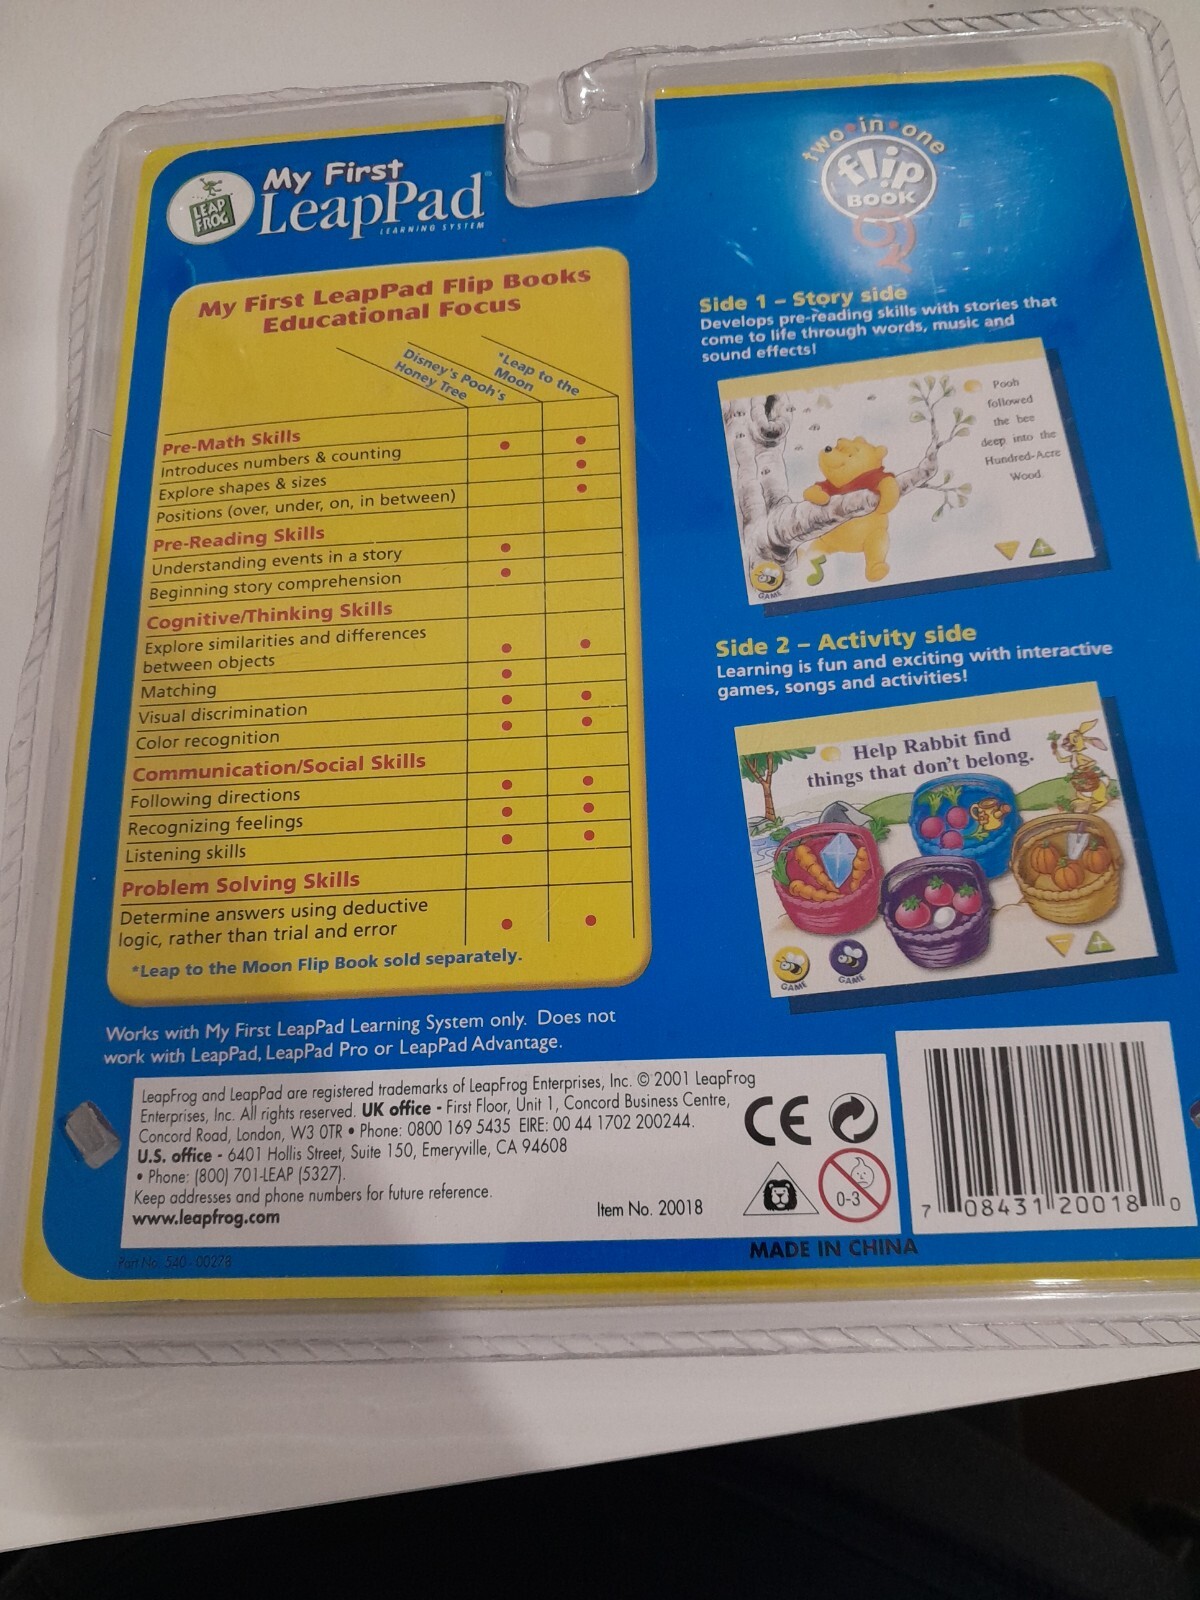 LEAP
FROG
My First
LeapPad
LEARNING SYSTEM
two·in·one
flip
BOOK
My First LeapPad Flip Books
Educational Focus
Disney's Pooh's
Honey Tree
*Leap to the
Moon
Pre-Math Skills
Introduces numbers & counting
Explore shapes & sizes
Positions (over, under, on, in between)
Pre-Reading Skills
Understanding events in a story
Beginning story comprehension
Cognitive/Thinking Skills
Explore similarities and differences
between objects
Matching
Visual discrimination
Color recognition
Communication/Social Skills
Following directions
Recognizing feelings
Listening skills
Problem Solving Skills
Determine answers using deductive
logic, rather than trial and error
*Leap to the Moon Flip Book sold separately.
Side 1 – Story side
Develops pre-reading skills with stories that
come to life through words, music and
sound effects!
Pooh
followed
the bee
deep into the
Hundred-Acre
Wood.
GAME
Side 2 – Activity side
Learning is fun and exciting with interactive
games, songs and activities!
Help Rabbit find
things that don't belong.
GAME
GAME
Works with My First LeapPad Learning System only. Does not
work with LeapPad, LeapPad Pro or LeapPad Advantage.
LeapFrog and LeapPad are registered trademarks of LeapFrog Enterprises, Inc. © 2001 LeapFrog
Enterprises, Inc. All rights reserved. UK office - First Floor, Unit 1, Concord Business Centre,
Concord Road, London, W3 0TR • Phone: 0800 169 5435 EIRE: 00 44 1702 200244.
U.S. office - 6401 Hollis Street, Suite 150, Emeryville, CA 94608
• Phone: (800) 701-LEAP (5327).
Keep addresses and phone numbers for future reference.
www.leapfrog.com
Item No. 20018
CE
0-3
7 08431 20018 0
MADE IN CHINA
Part No. 540-00278